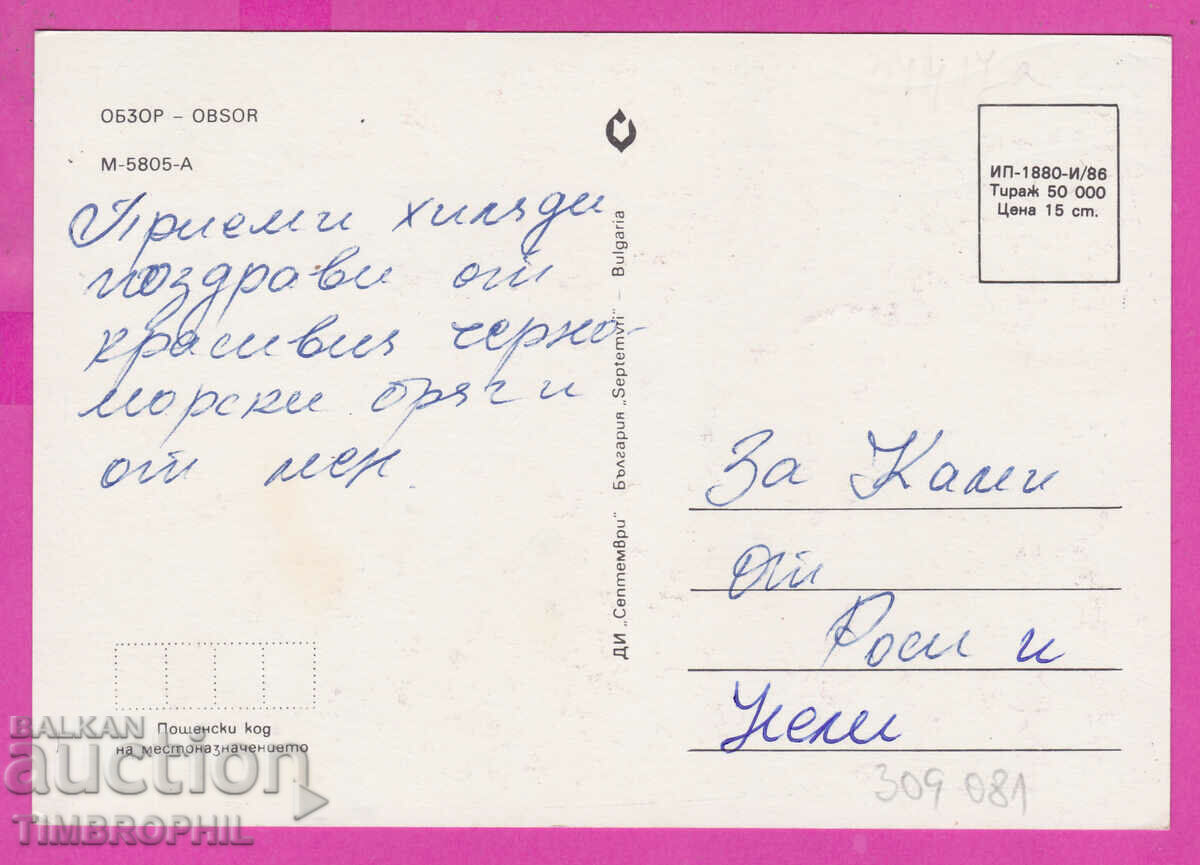 ОБЗОР – OBSOR
М-5805-А
Приеми хиляди
поздрави от
красивия черно-
морски бряг и
от мен.
Пощенски код
на местоназначението
ДИ „Септември" България „Septemvri" – Bulgaria
ИП-1880-И/86
Тираж 50 000
Цена 15 ст.
За Ками
от
Роси и
Нели
309 081
BALKAN
auction
TIMBROPHIL